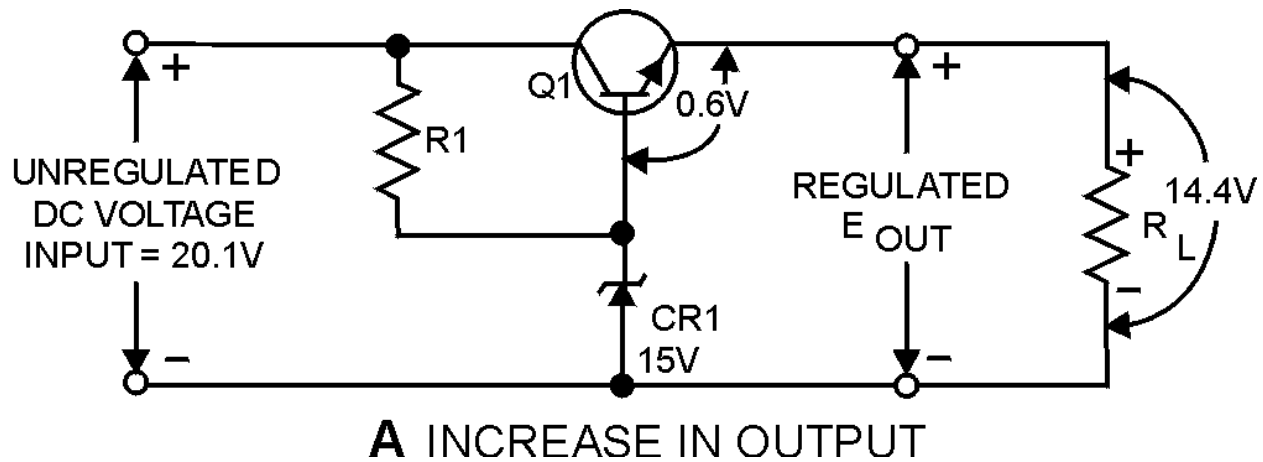 +
Q1
0.6V
+
R1
UNREGULATED
DC VOLTAGE
INPUT = 20.1V
REGULATED
E OUT
+
14.4V
R L
−
CR1
15V
−
−
A INCREASE IN OUTPUT